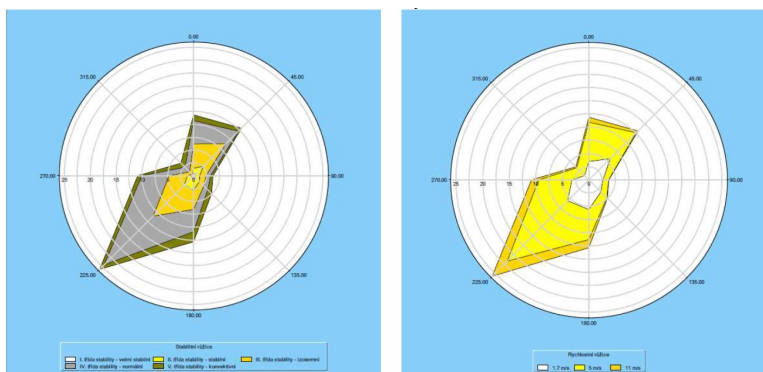 0.00
315.00
45.00
270.00
25
20
15
10
5
0
90.00
225.00
135.00
180.00
Stabilitní růžice
I. třída stability - velmi stabilní
II. třída stability - stabilní
III. třída stability - izotermní
IV. třída stability - normální
V. třída stability - konvektivní
0.00
315.00
45.00
270.00
25
20
15
10
5
0
90.00
225.00
135.00
180.00
Rychlostní růžice
1.7 m/s
5 m/s
11 m/s